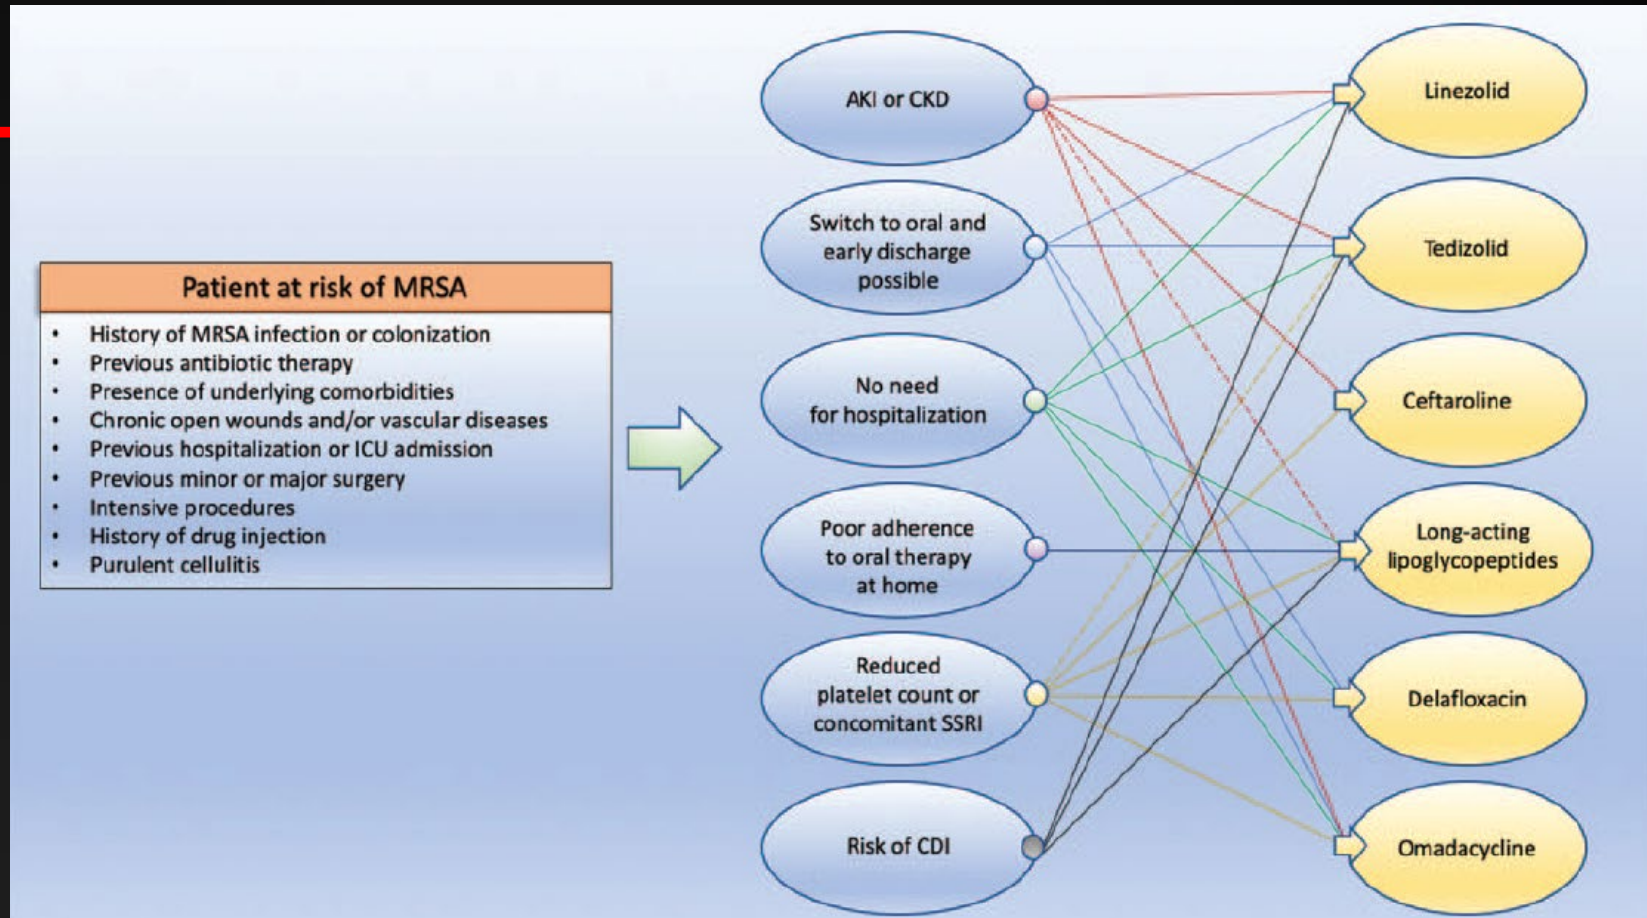 Patient at risk of MRSA
• History of MRSA infection or colonization
• Previous antibiotic therapy
• Presence of underlying comorbidities
• Chronic open wounds and/or vascular diseases
• Previous hospitalization or ICU admission
• Previous minor or major surgery
• Intensive procedures
• History of drug injection
• Purulent cellulitis
AKI or CKD
Switch to oral and
early discharge
possible
No need
for hospitalization
Poor adherence
to oral therapy
at home
Reduced
platelet count or
concomitant SSRI
Risk of CDI
Linezolid
Tedizolid
Ceftaroline
Long-acting
lipoglycopeptides
Delafloxacin
Omadacycline